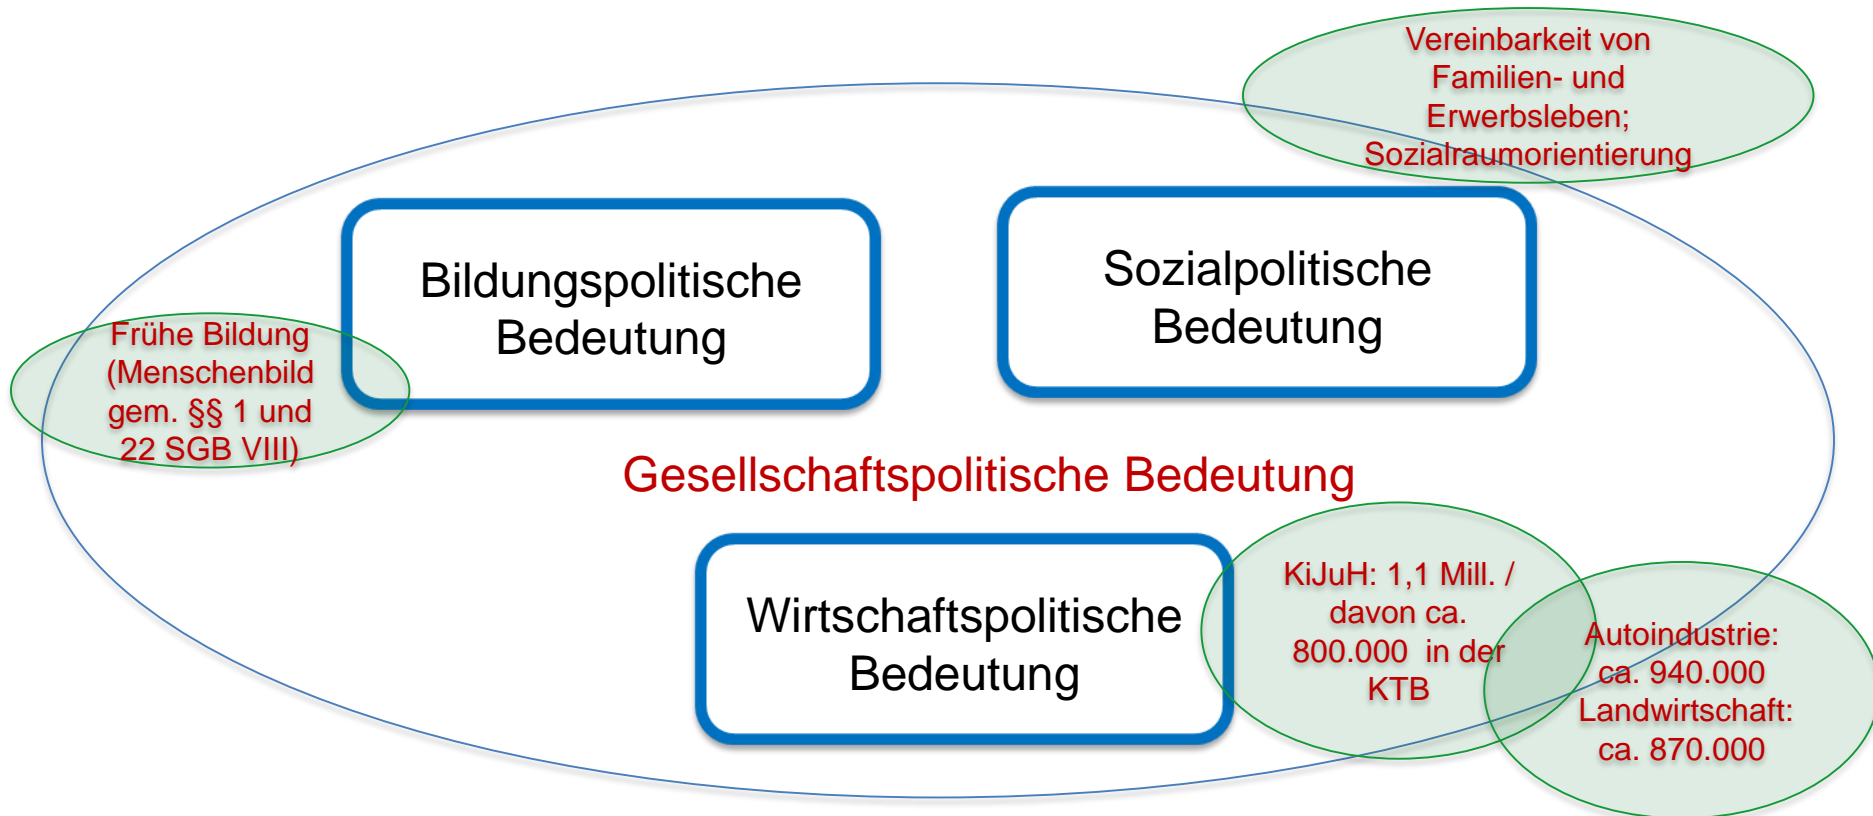 Vereinbarkeit von
Familien- und
Erwerbsleben;
Sozialraumorientierung
Bildungspolitische
Bedeutung
Sozialpolitische
Bedeutung
Frühe Bildung
(Menschenbild
gem. §§ 1 und
22 SGB VIII)
Gesellschaftspolitische Bedeutung
Wirtschaftspolitische
Bedeutung
KiJuH: 1,1 Mill. /
davon ca.
800.000 in der
KTB
Autoindustrie:
ca. 940.000
Landwirtschaft:
ca. 870.000